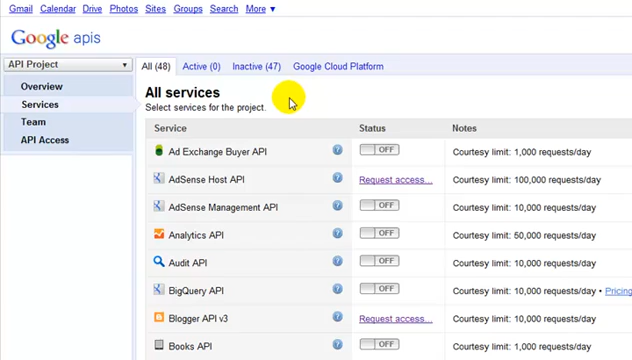 Gmail Calendar Drive Photos Sites Groups Search More ▼
Google apis
API Project
All (48) Active (0) Inactive (47) Google Cloud Platform
Overview
Services
Team
API Access
All services
Select services for the project.
Service Status Notes
Ad Exchange Buyer API ? OFF Courtesy limit: 1,000 requests/day
AdSense Host API ? Request access... Courtesy limit: 100,000 requests/day
AdSense Management API ? OFF Courtesy limit: 10,000 requests/day
Analytics API ? OFF Courtesy limit: 50,000 requests/day
Audit API ? OFF Courtesy limit: 10,000 requests/day
BigQuery API ? OFF Courtesy limit: 10,000 requests/day • Pricing
Blogger API v3 ? Request access... Courtesy limit: 10,000 requests/day
Books API ? OFF Courtesy limit: 1,000 requests/day